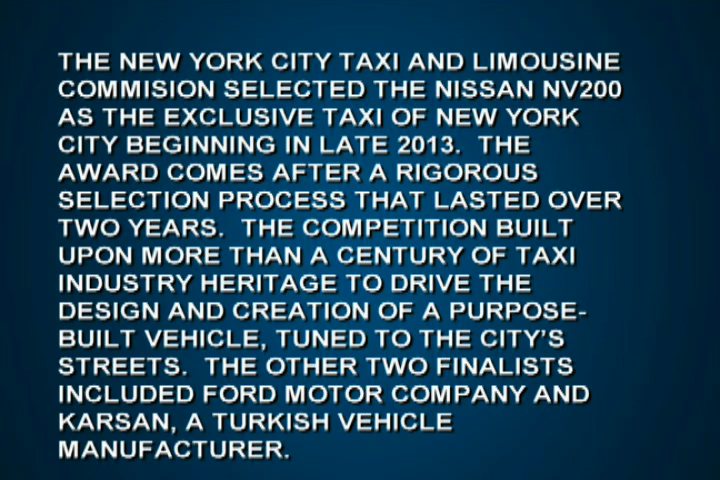 THE NEW YORK CITY TAXI AND LIMOUSINE
COMMISION SELECTED THE NISSAN NV200
AS THE EXCLUSIVE TAXI OF NEW YORK
CITY BEGINNING IN LATE 2013.  THE
AWARD COMES AFTER A RIGOROUS
SELECTION PROCESS THAT LASTED OVER
TWO YEARS.  THE COMPETITION BUILT
UPON MORE THAN A CENTURY OF TAXI
INDUSTRY HERITAGE TO DRIVE THE
DESIGN AND CREATION OF A PURPOSE-
BUILT VEHICLE, TUNED TO THE CITY’S
STREETS.  THE OTHER TWO FINALISTS
INCLUDED FORD MOTOR COMPANY AND
KARSAN, A TURKISH VEHICLE
MANUFACTURER.